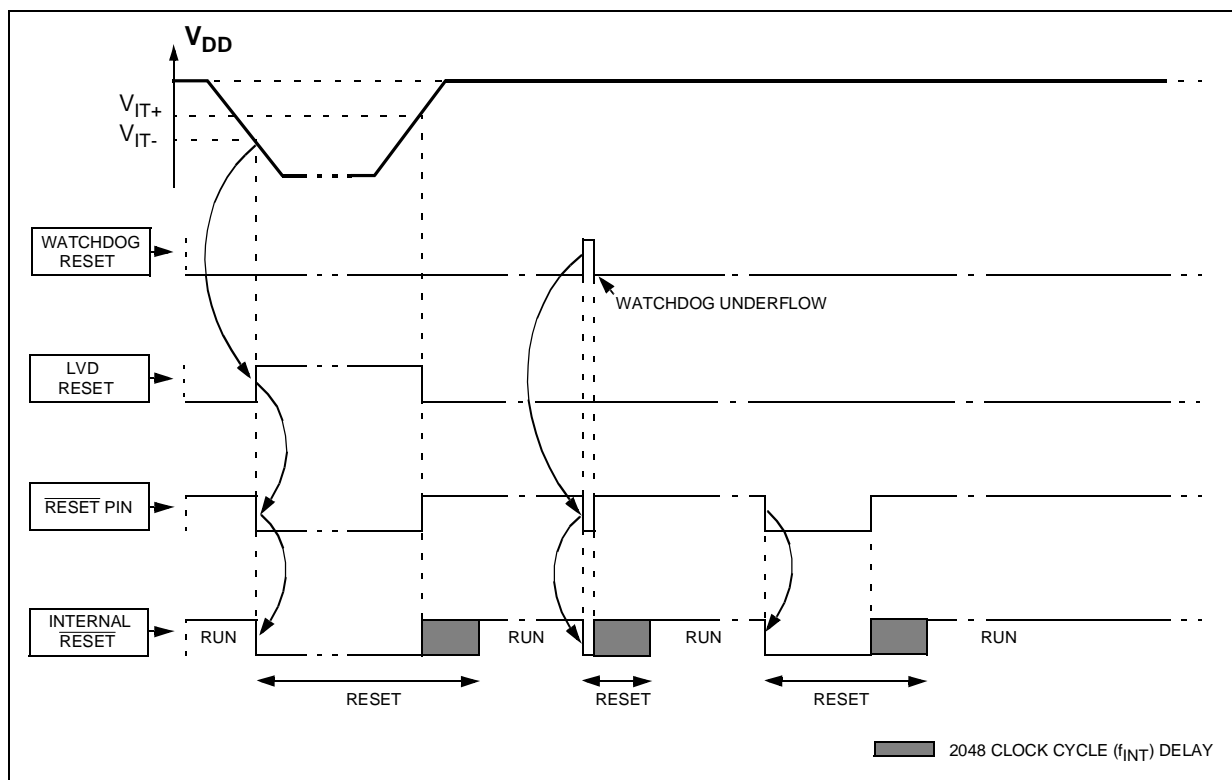 VDD
VIT+
VIT-
WATCHDOG
RESET
WATCHDOG UNDERFLOW
LVD
RESET
RESET PIN
INTERNAL
RESET
RUN
RUN
RUN
RUN
RESET
RESET
RESET
2048 CLOCK CYCLE (fINT) DELAY